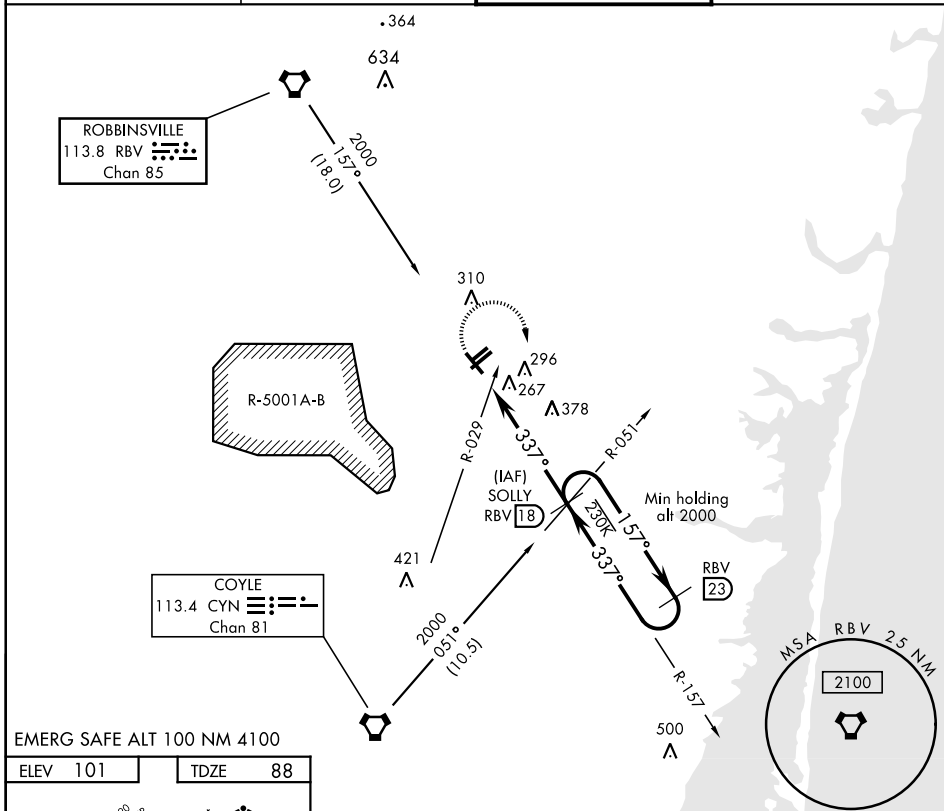 .364
634
ROBBINSVILLE
113.8 RBV
Chan 85
2000
157°
(18.0)
310
296
267
378
R-5001A-B
R-029
337°
R-051
(IAF)
SOLLY
RBV 18
230K
157°
337°
Min holding
alt 2000
RBV
23
421
COYLE
113.4 CYN
Chan 81
2000
051°
(10.5)
R-157
500
MSA RBV 25 NM
2100
EMERG SAFE ALT 100 NM 4100
ELEV 101
TDZE 88